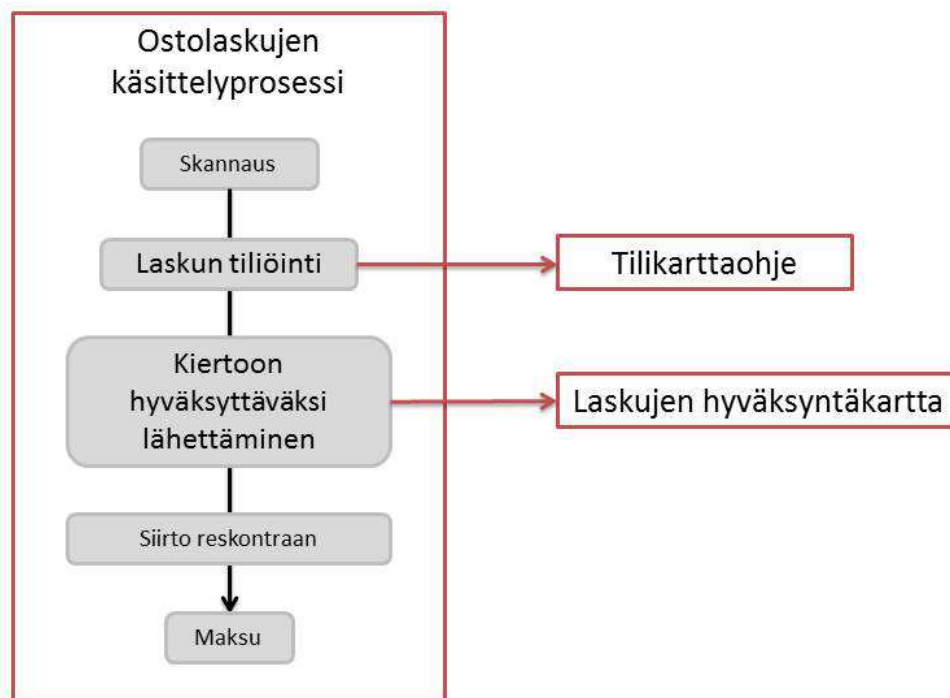 Ostolaskujen
käsittelyprosessi
Skannaus
Laskun tiliöinti
Tilikarttaohje
Kiertoon
hyväksyttäväksi
lähettäminen
Laskujen hyväksyntäkartta
Siirto reskontraan
Maksu